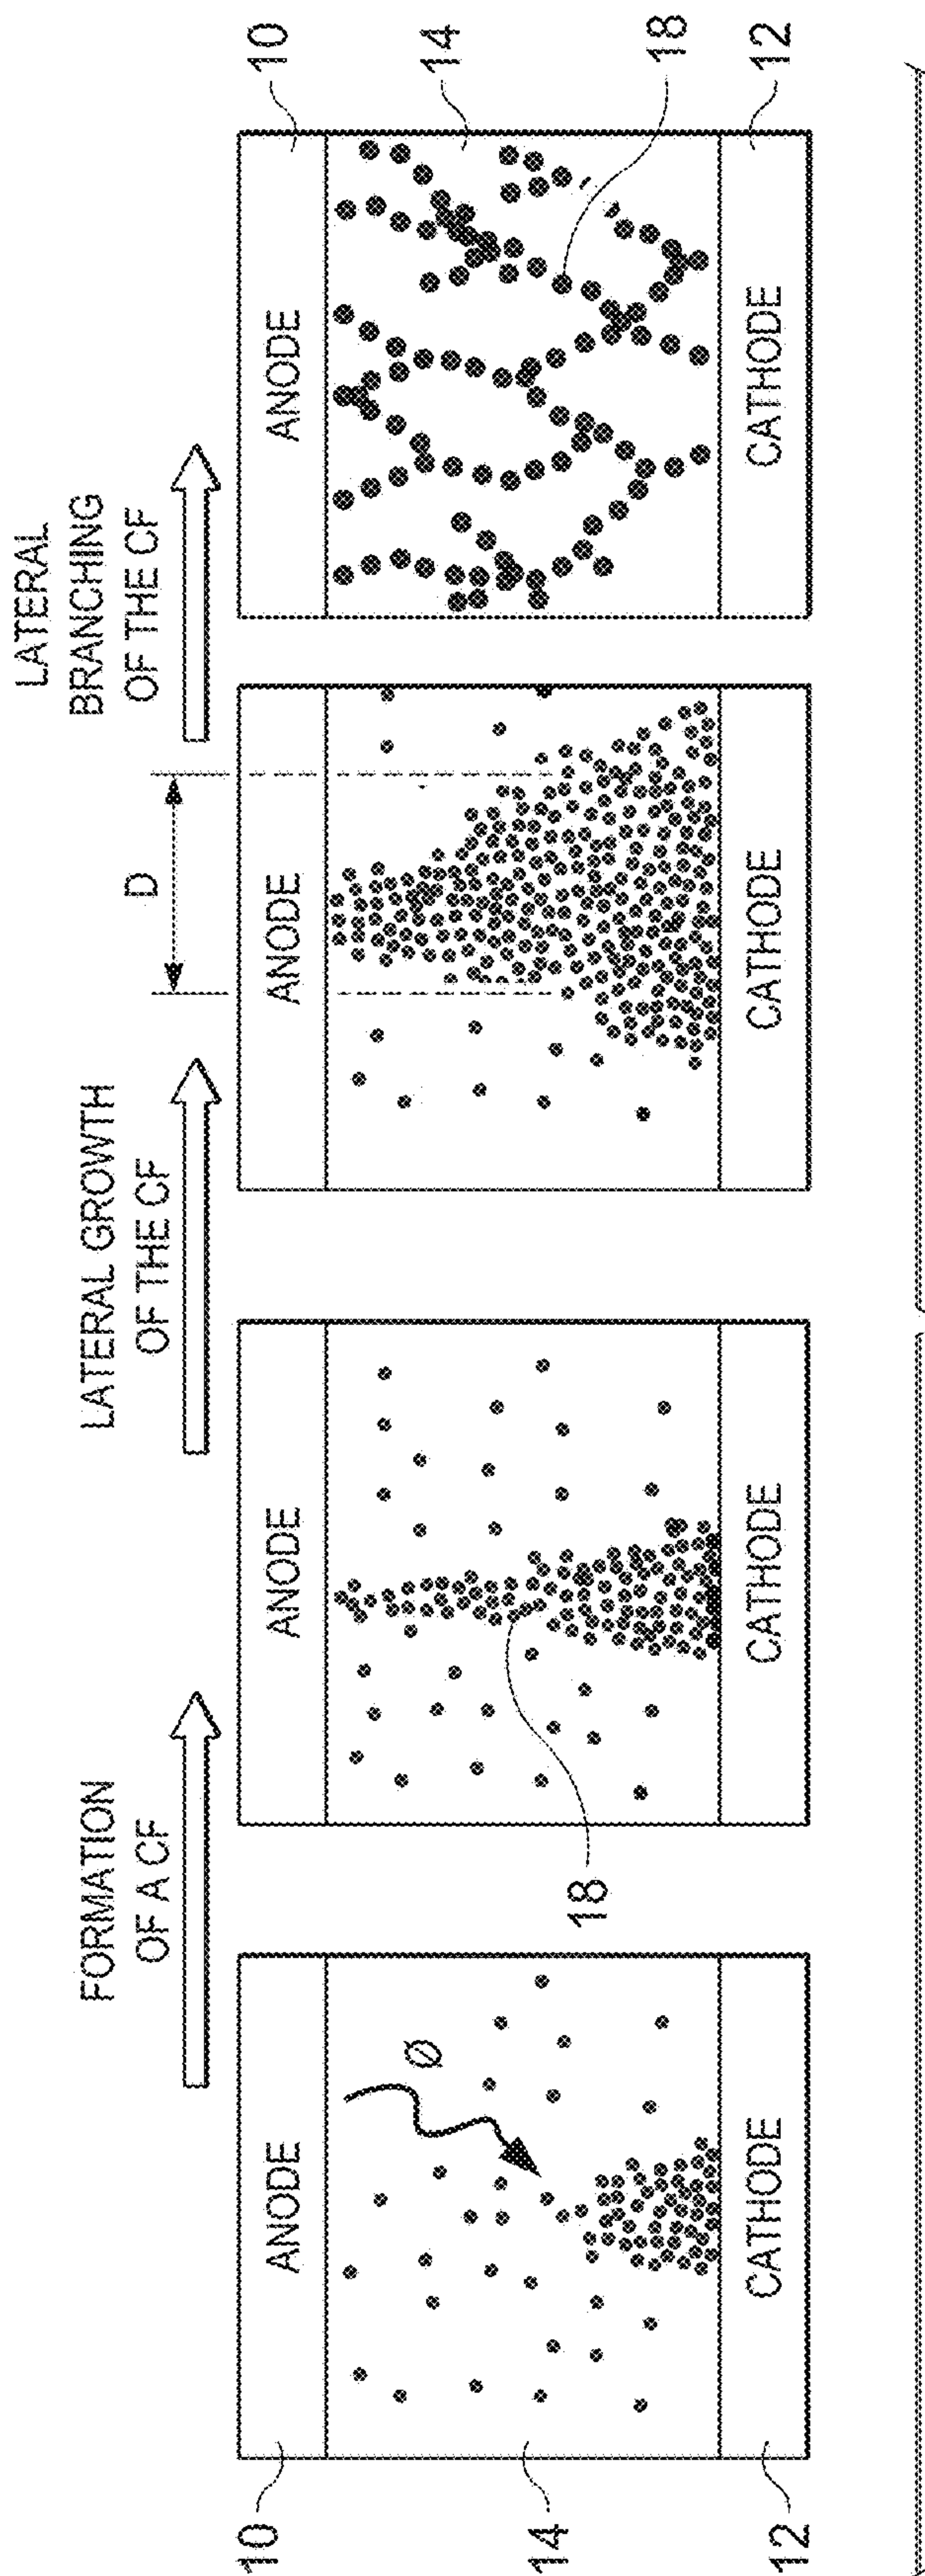 FORMATION
OF A CF
LATERAL GROWTH
OF THE CF
LATERAL
BRANCHING
OF THE CF
D
10
ANODE
Ø
14
CATHODE
12
ANODE
18
CATHODE
ANODE
CATHODE
10
ANODE
14
18
CATHODE
12